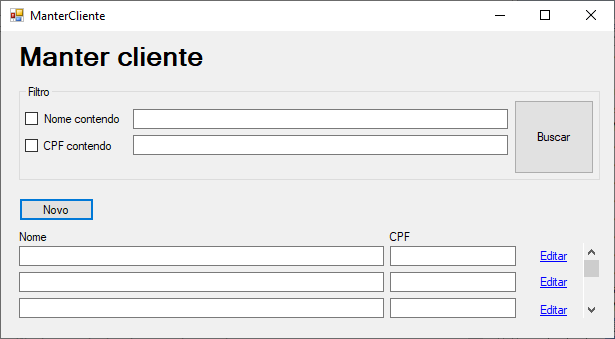 ManterCliente
Manter cliente
Filtro
Nome contendo
CPF contendo
Buscar
Novo
Nome CPF
Editar
Editar
Editar